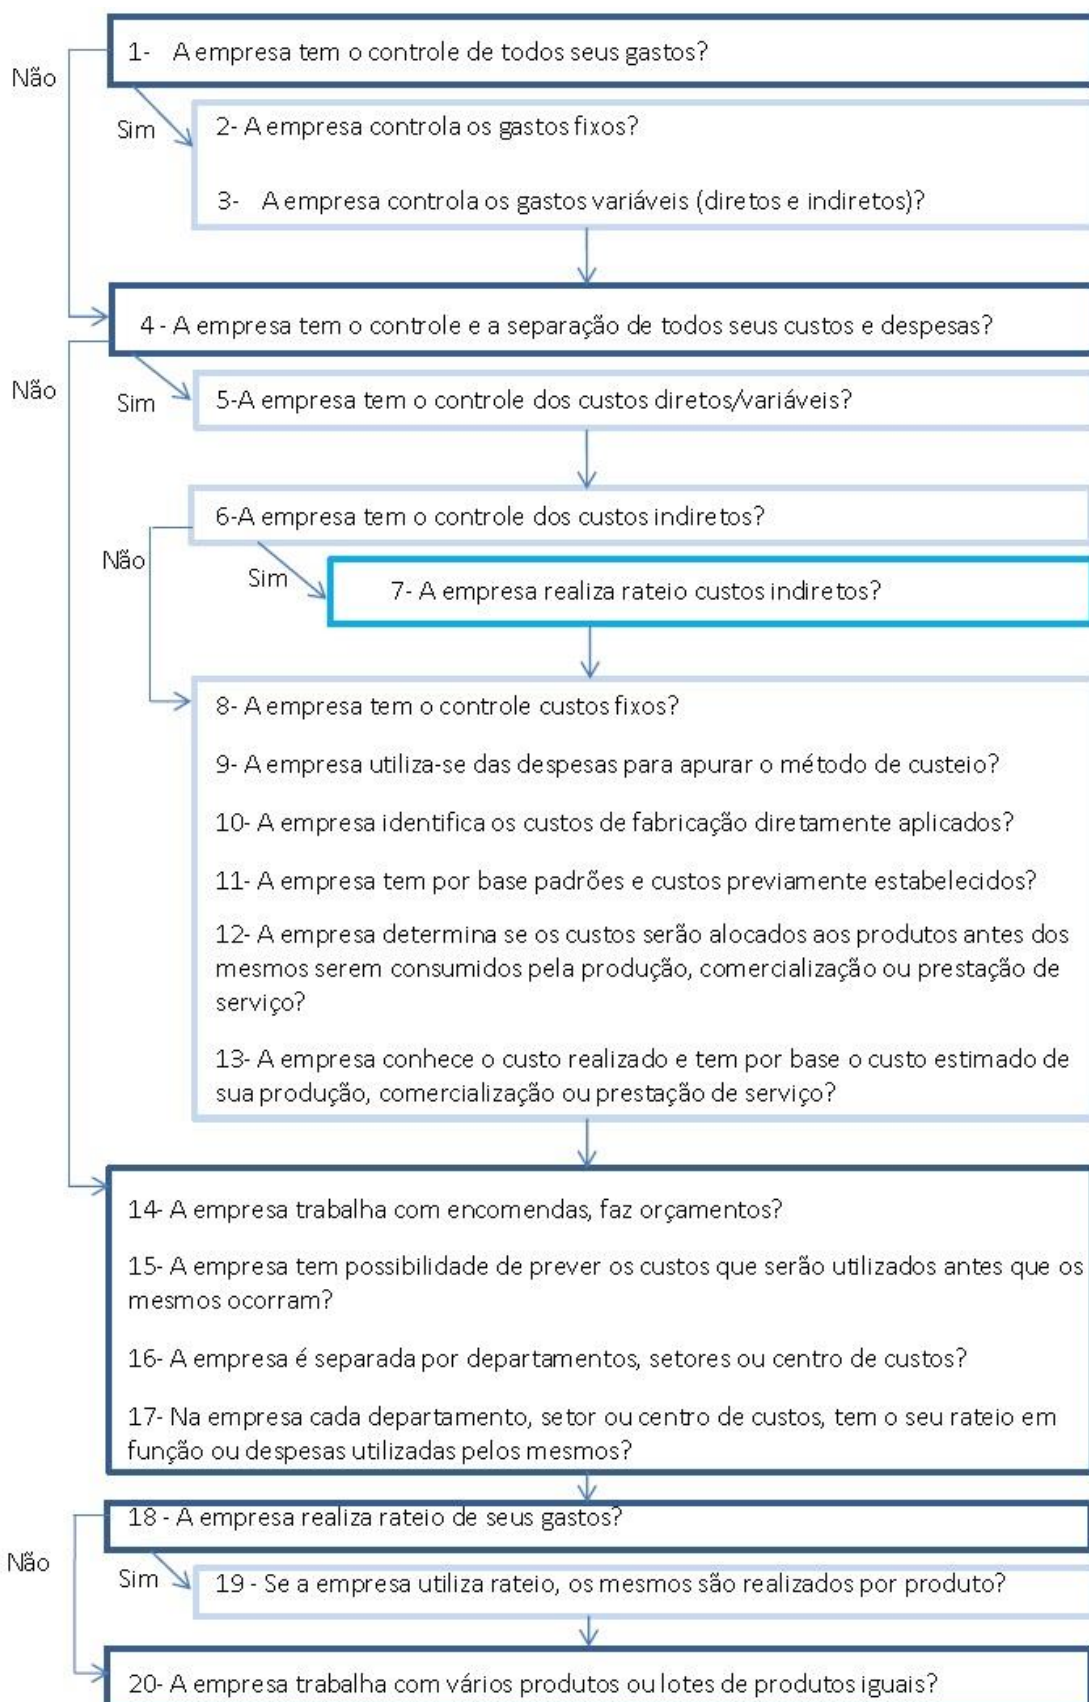 1- A empresa tem o controle de todos seus gastos?
Não
Sim
2- A empresa controla os gastos fixos?
3- A empresa controla os gastos variáveis (diretos e indiretos)?
4 - A empresa tem o controle e a separação de todos seus custos e despesas?
Não
Sim
5-A empresa tem o controle dos custos diretos/variáveis?
6-A empresa tem o controle dos custos indiretos?
Não
Sim
7- A empresa realiza rateio custos indiretos?
8- A empresa tem o controle custos fixos?
9- A empresa utiliza-se das despesas para apurar o método de custeio?
10- A empresa identifica os custos de fabricação diretamente aplicados?
11- A empresa tem por base padrões e custos previamente estabelecidos?
12- A empresa determina se os custos serão alocados aos produtos antes dos
mesmos serem consumidos pela produção, comercialização ou prestação de
serviço?
13- A empresa conhece o custo realizado e tem por base o custo estimado de
sua produção, comercialização ou prestação de serviço?
14- A empresa trabalha com encomendas, faz orçamentos?
15- A empresa tem possibilidade de prever os custos que serão utilizados antes que os
mesmos ocorram?
16- A empresa é separada por departamentos, setores ou centro de custos?
17- Na empresa cada departamento, setor ou centro de custos, tem o seu rateio em
função ou despesas utilizadas pelos mesmos?
18 - A empresa realiza rateio de seus gastos?
Não
Sim
19 - Se a empresa utiliza rateio, os mesmos são realizados por produto?
20- A empresa trabalha com vários produtos ou lotes de produtos iguais?